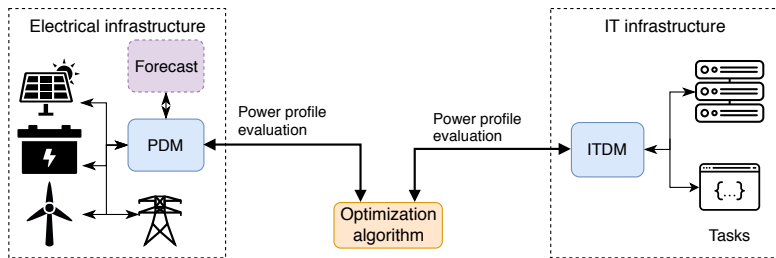 Electrical infrastructure
IT infrastructure
Forecast
Power profile
evaluation
Power profile
evaluation
PDM
ITDM
{...}
Optimization
algorithm
Tasks